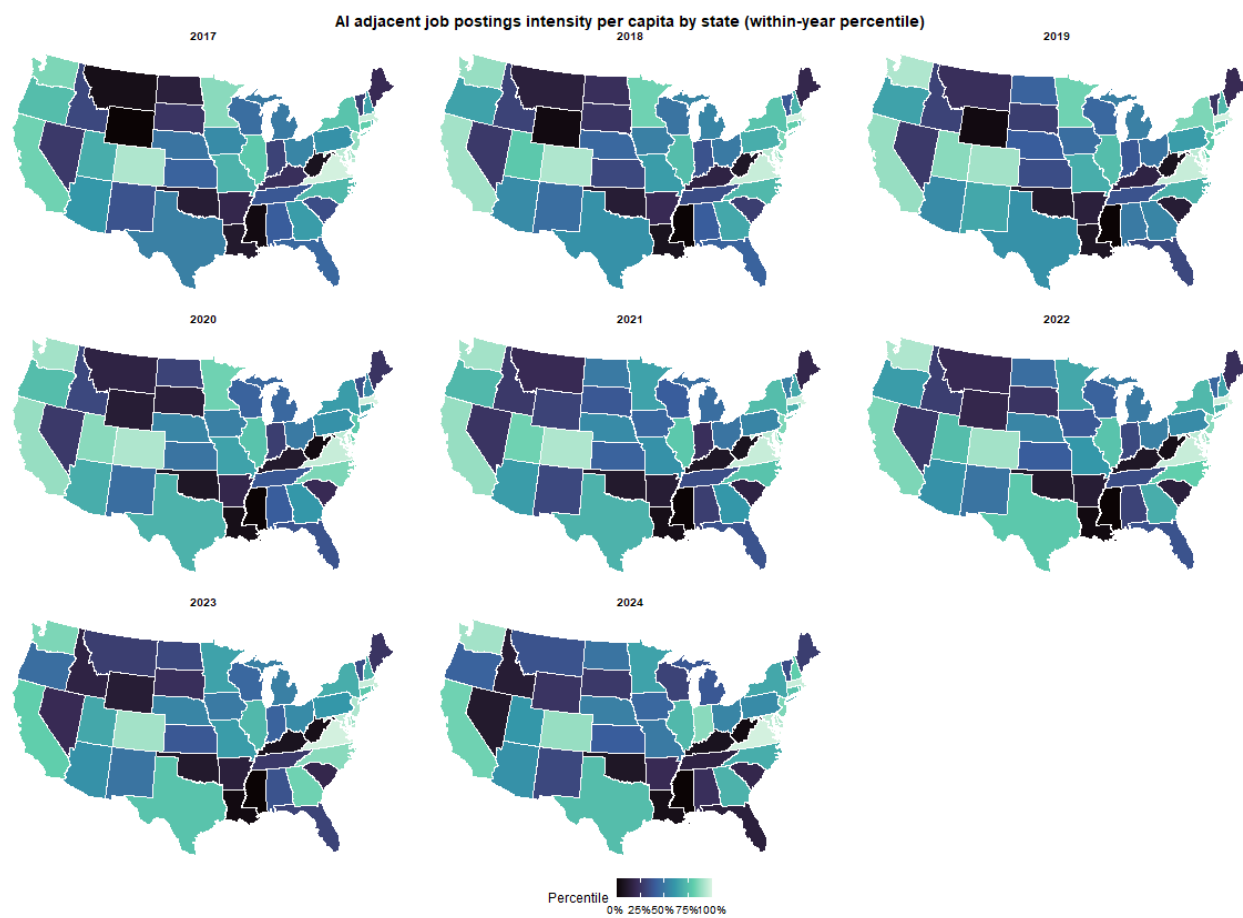 AI adjacent job postings intensity per capita by state (within-year percentile)
2017 2018 2019
2020 2021 2022
2023 2024
Percentile
0% 25% 50% 75% 100%